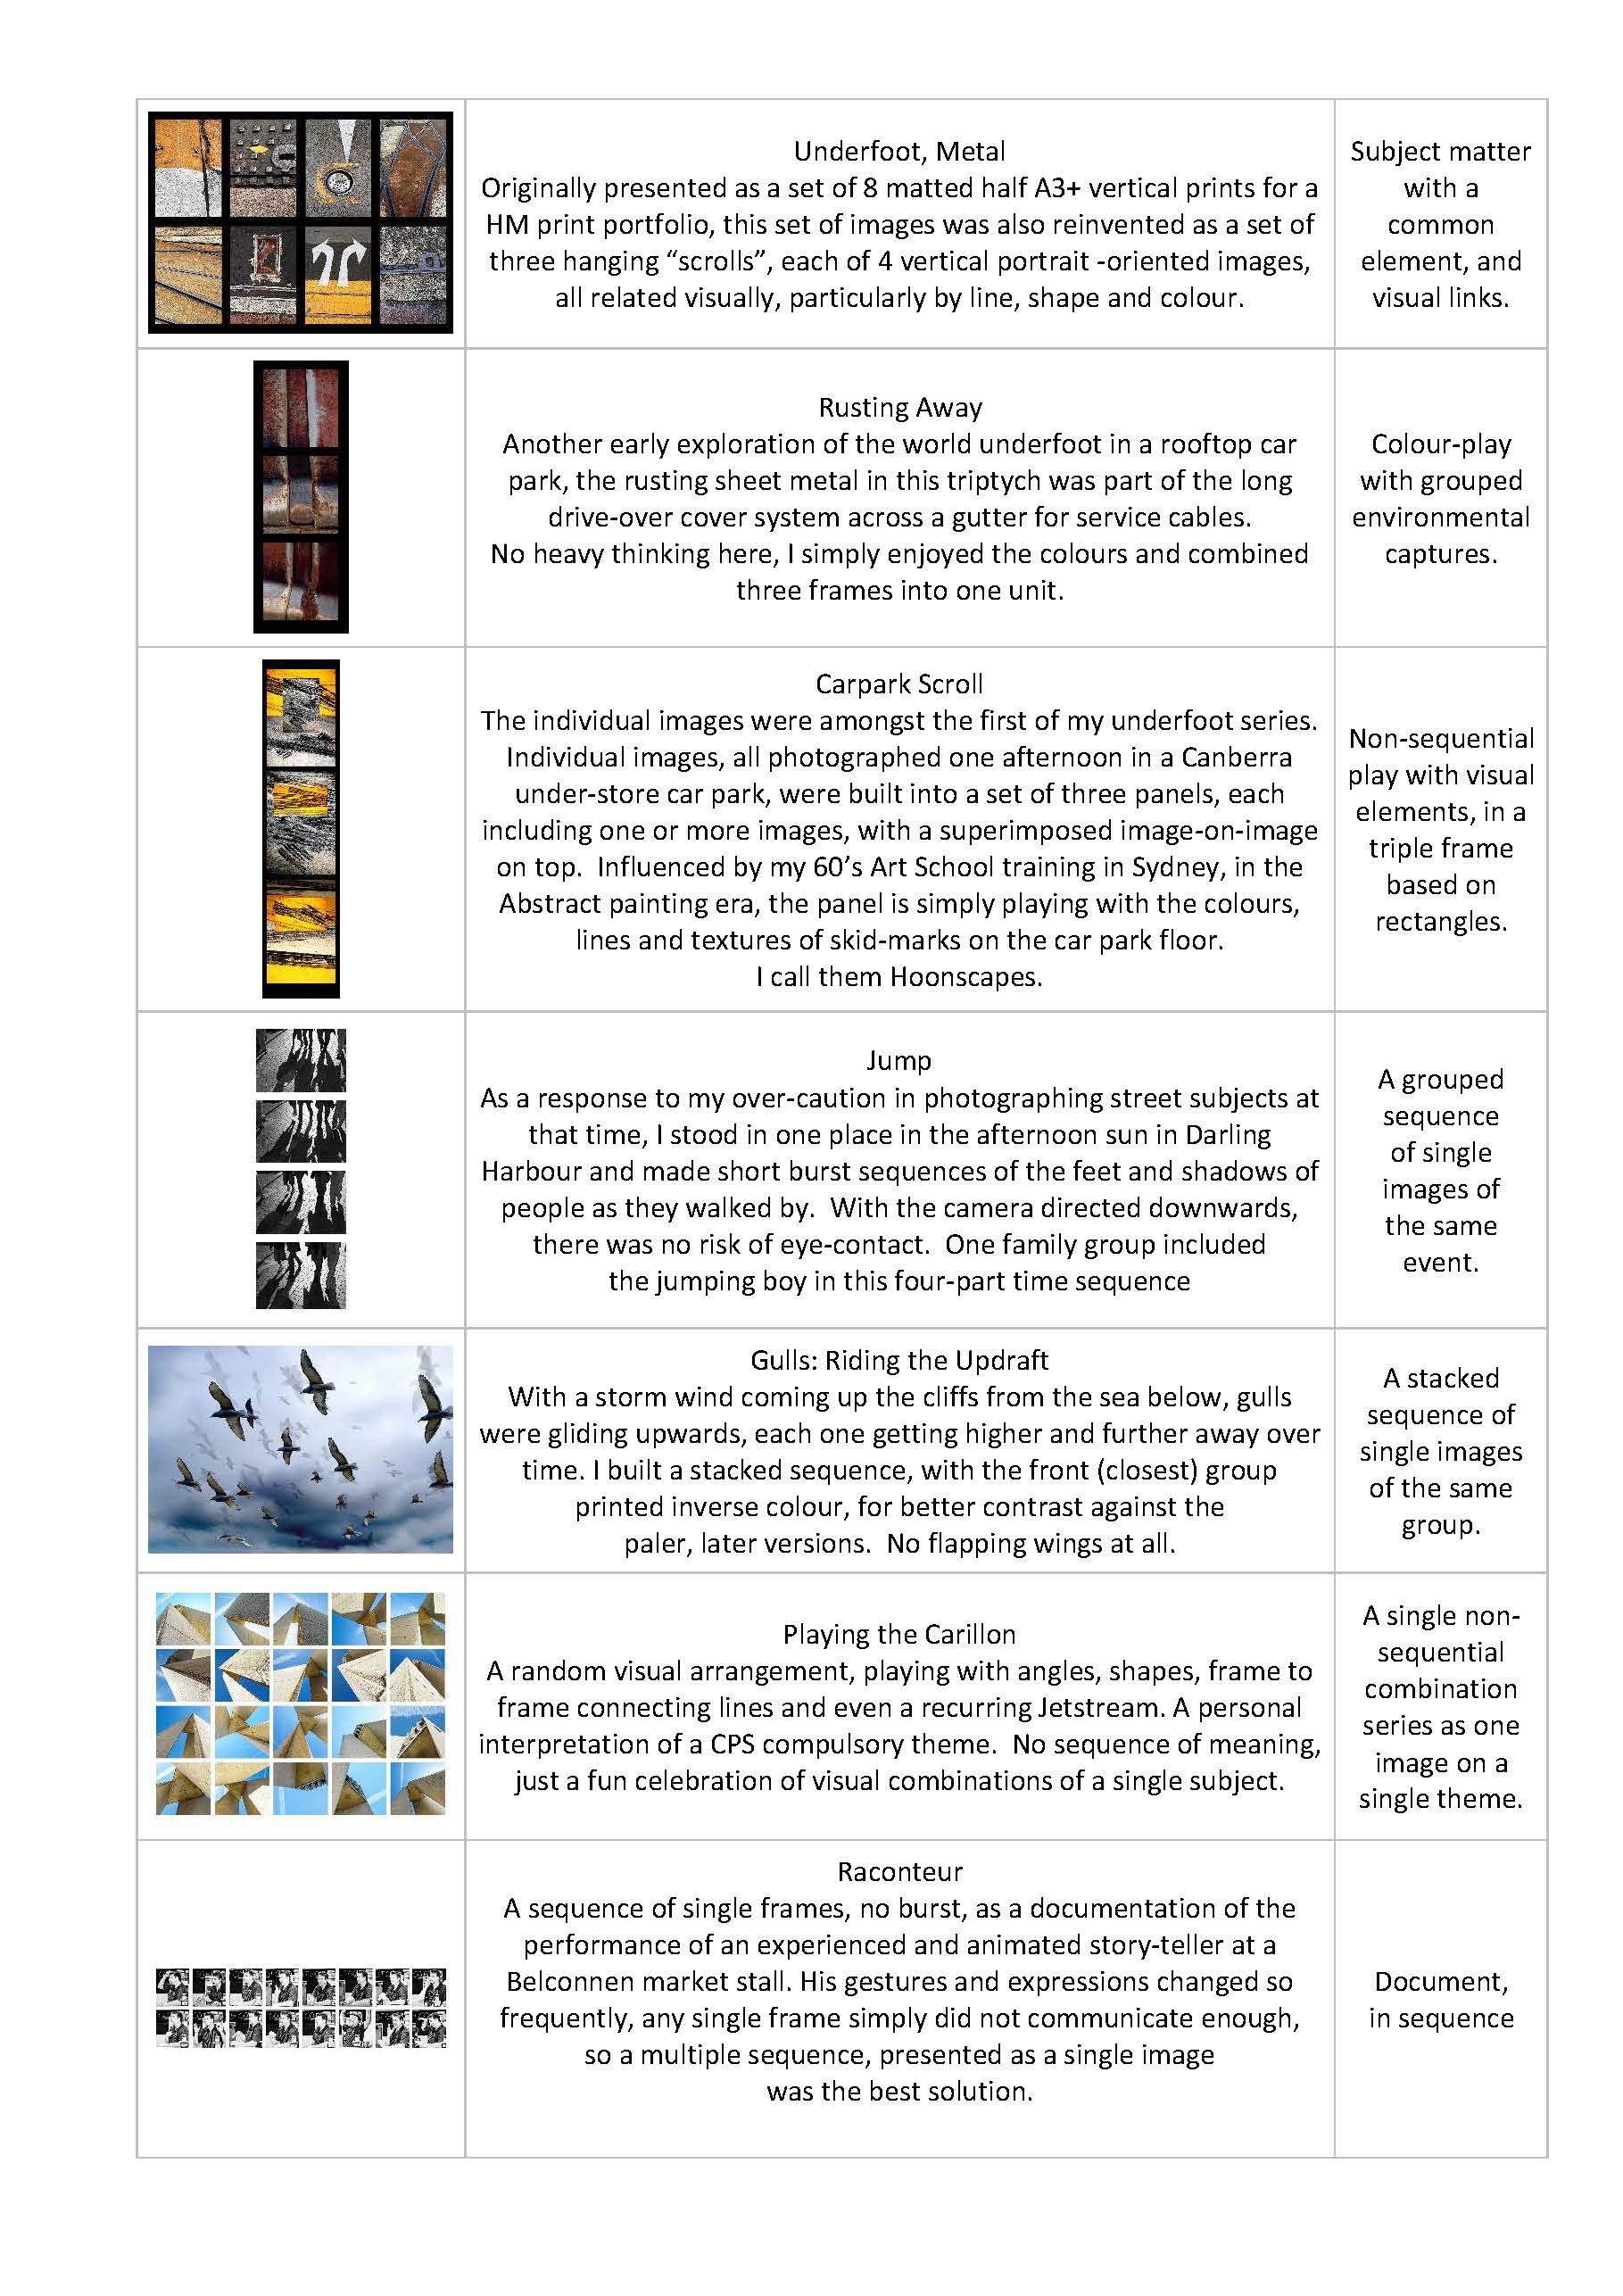 Underfoot, Metal
Originally presented as a set of 8 matted half A3+ vertical prints for a
HM print portfolio, this set of images was also reinvented as a set of
three hanging “scrolls”, each of 4 vertical portrait -oriented images,
all related visually, particularly by line, shape and colour.
Subject matter
with a
common
element, and
visual links.
Rusting Away
Another early exploration of the world underfoot in a rooftop car
park, the rusting sheet metal in this triptych was part of the long
drive-over cover system across a gutter for service cables.
No heavy thinking here, I simply enjoyed the colours and combined
three frames into one unit.
Colour-play
with grouped
environmental
captures.
Carpark Scroll
The individual images were amongst the first of my underfoot series.
Individual images, all photographed one afternoon in a Canberra
under-store car park, were built into a set of three panels, each
including one or more images, with a superimposed image-on-image
on top.  Influenced by my 60’s Art School training in Sydney, in the
Abstract painting era, the panel is simply playing with the colours,
lines and textures of skid-marks on the car park floor.
I call them Hoonscapes.
Non-sequential
play with visual
elements, in a
triple frame
based on
rectangles.
Jump
As a response to my over-caution in photographing street subjects at
that time, I stood in one place in the afternoon sun in Darling
Harbour and made short burst sequences of the feet and shadows of
people as they walked by.  With the camera directed downwards,
there was no risk of eye-contact.  One family group included
the jumping boy in this four-part time sequence
A grouped
sequence
of single
images of
the same
event.
Gulls: Riding the Updraft
With a storm wind coming up the cliffs from the sea below, gulls
were gliding upwards, each one getting higher and further away over
time. I built a stacked sequence, with the front (closest) group
printed inverse colour, for better contrast against the
paler, later versions.  No flapping wings at all.
A stacked
sequence of
single images
of the same
group.
Playing the Carillon
A random visual arrangement, playing with angles, shapes, frame to
frame connecting lines and even a recurring Jetstream. A personal
interpretation of a CPS compulsory theme.  No sequence of meaning,
just a fun celebration of visual combinations of a single subject.
A single non-
sequential
combination
series as one
image on a
single theme.
Raconteur
A sequence of single frames, no burst, as a documentation of the
performance of an experienced and animated story-teller at a
Belconnen market stall. His gestures and expressions changed so
frequently, any single frame simply did not communicate enough,
so a multiple sequence, presented as a single image
was the best solution.
Document,
in sequence